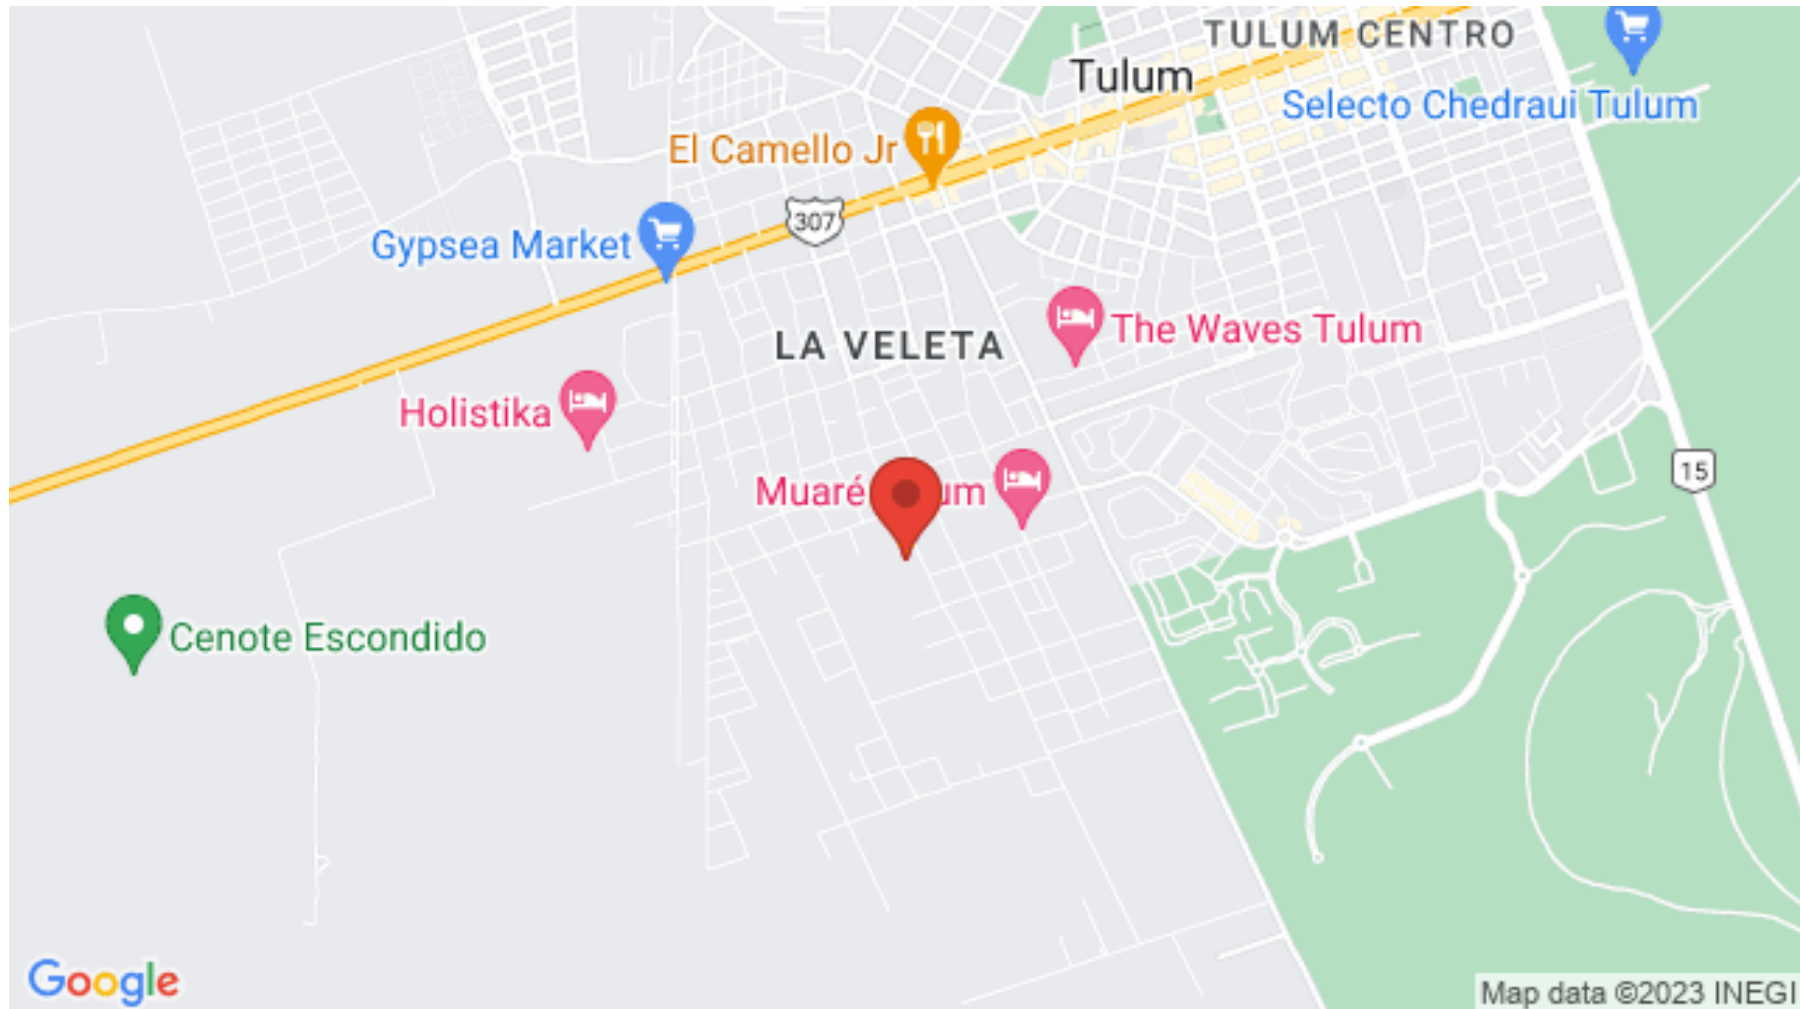 TULUM CENTRO
Tulum
Selecto Chedraui Tulum
El Camello Jr
307
Gypsea Market
The Waves Tulum
LA VELETA
Holistika
15
Muaré um
Cenote Escondido
Google
Map data ©2023 INEGI